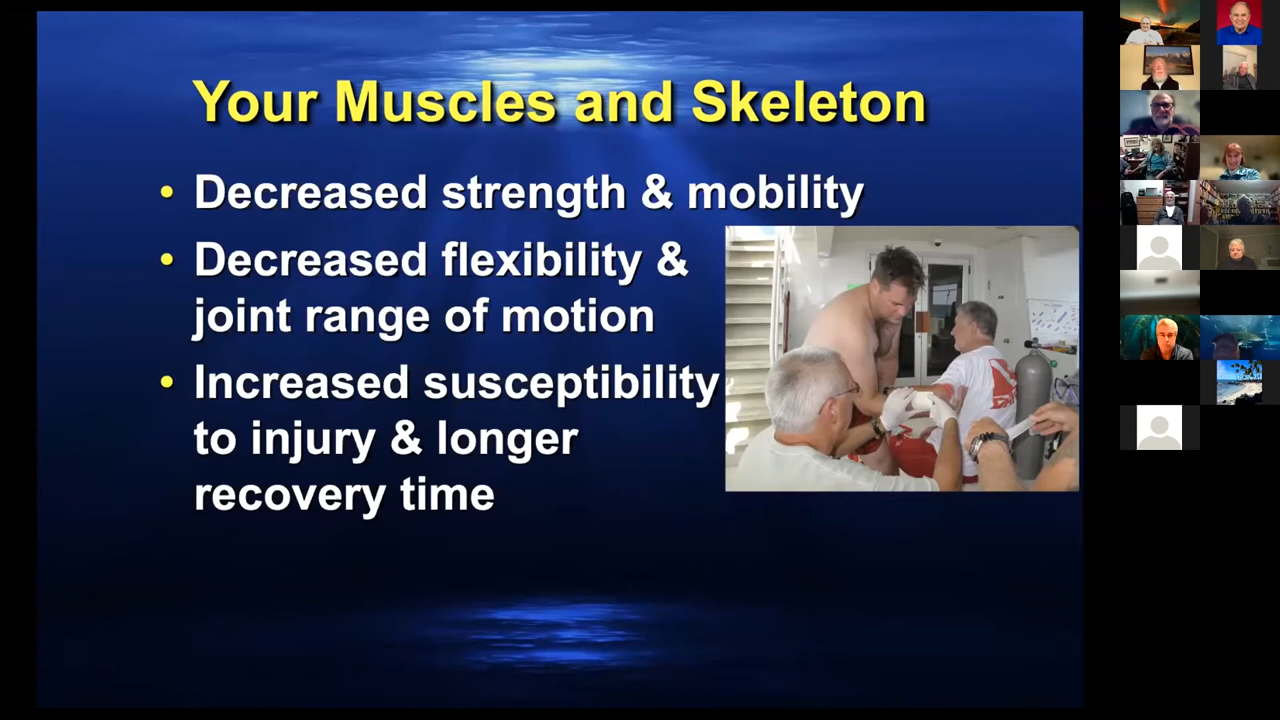 Your Muscles and Skeleton
• Decreased strength & mobility
• Decreased flexibility &
joint range of motion
• Increased susceptibility
to injury & longer
recovery time